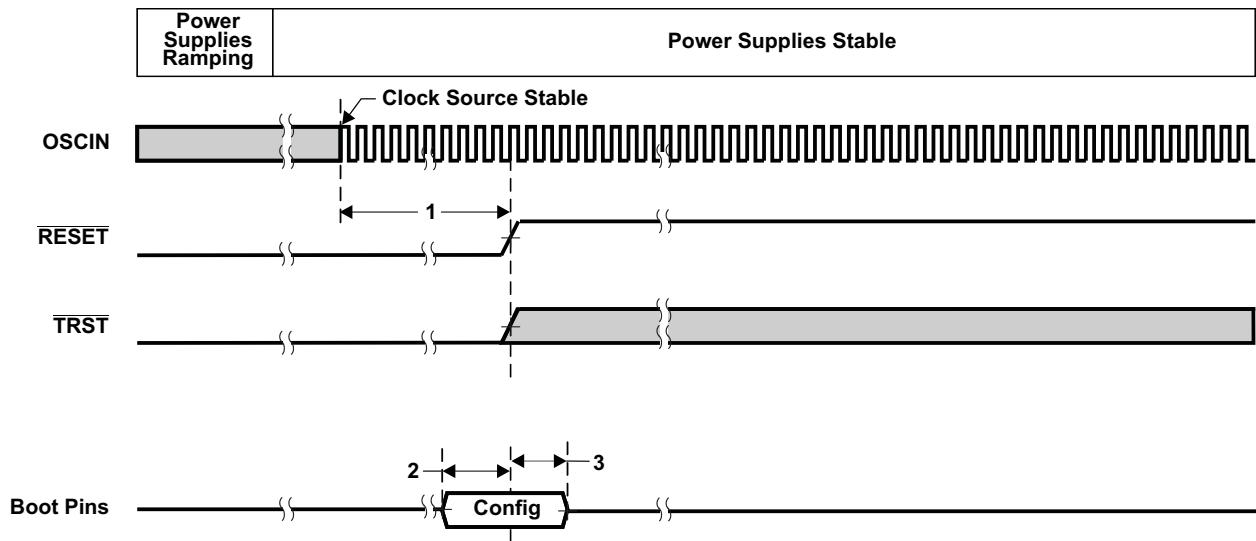 Power
Supplies
Ramping
Power Supplies Stable
Clock Source Stable
OSCIN
1
RESET
TRST
2
3
Boot Pins
Config